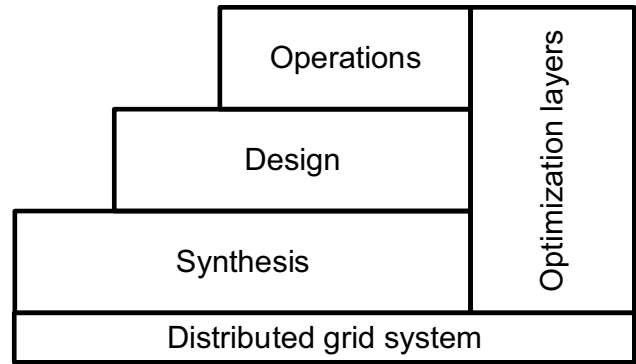 Operations
Design
Synthesis
Optimization layers
Distributed grid system